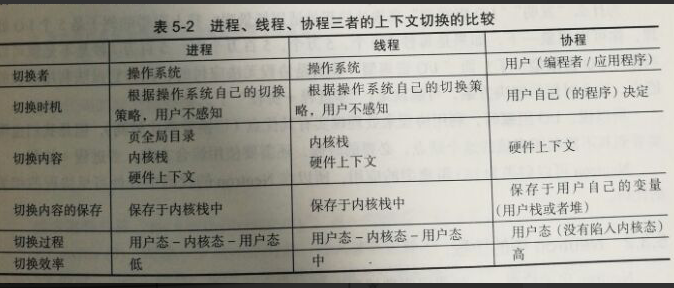 表 5-2 进程、线程、协程三者的上下文切换的比较
进程 线程 协程
切换者 操作系统 操作系统 用户（编程者/应用程序）
切换时机 根据操作系统自己的切换 根据操作系统自己的切换策 用户自己（的程序）决定
策略，用户不感知 略，用户不感知
页全局目录 内核栈
切换内容 内核栈 硬件上下文 硬件上下文
硬件上下文
切换内容的保存 保存于内核栈中 保存于内核栈中 保存于用户自己的变量
（用户栈或者堆）
切换过程 用户态－内核态－用户态 用户态－内核态－用户态 用户态（没有陷入内核态）
切换效率 低 中 高